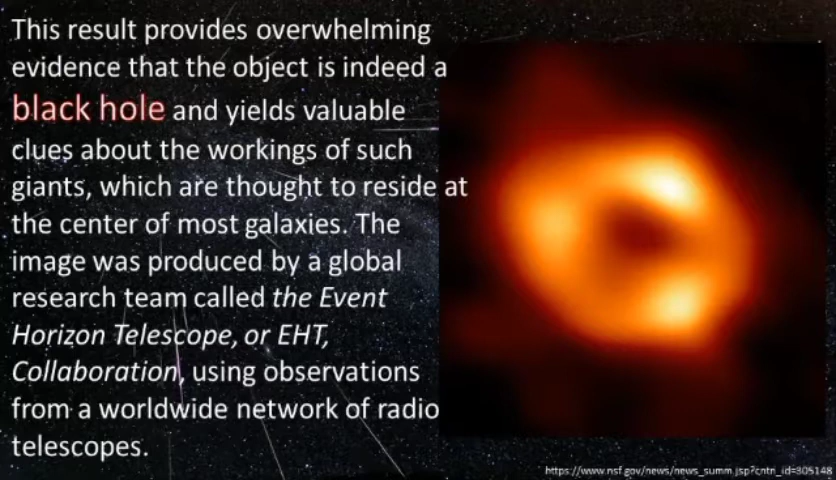 This result provides overwhelming
evidence that the object is indeed a
black hole and yields valuable
clues about the workings of such
giants, which are thought to reside at
the center of most galaxies. The
image was produced by a global
research team called the Event
Horizon Telescope, or EHT,
Collaboration, using observations
from a worldwide network of radio
telescopes.
https://www.nsf.gov/news/news_summ.jsp?cntn_id=305148